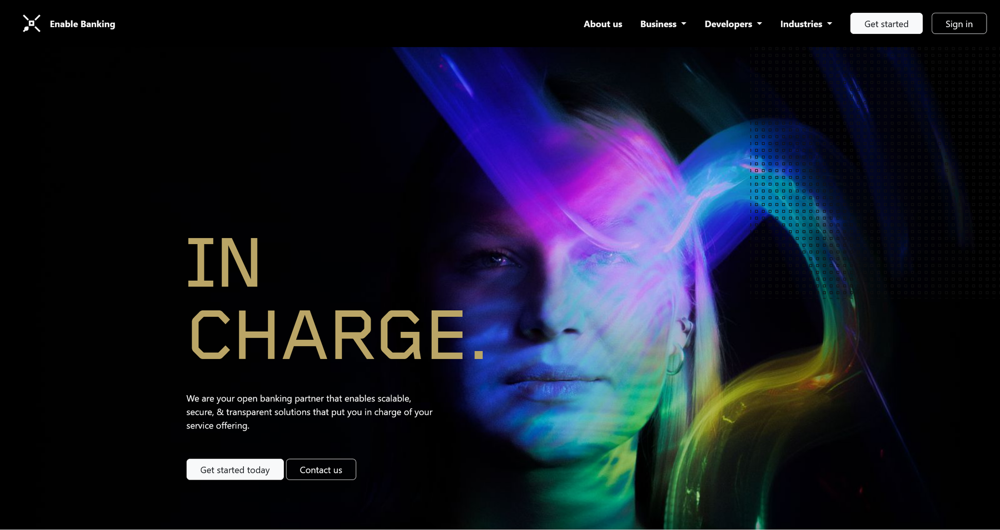 Enable Banking
About us
Business
Developers
Industries
Get started
Sign in
IN
CHARGE.
We are your open banking partner that enables scalable,
secure, & transparent solutions that put you in charge of your
service offering.
Get started today
Contact us